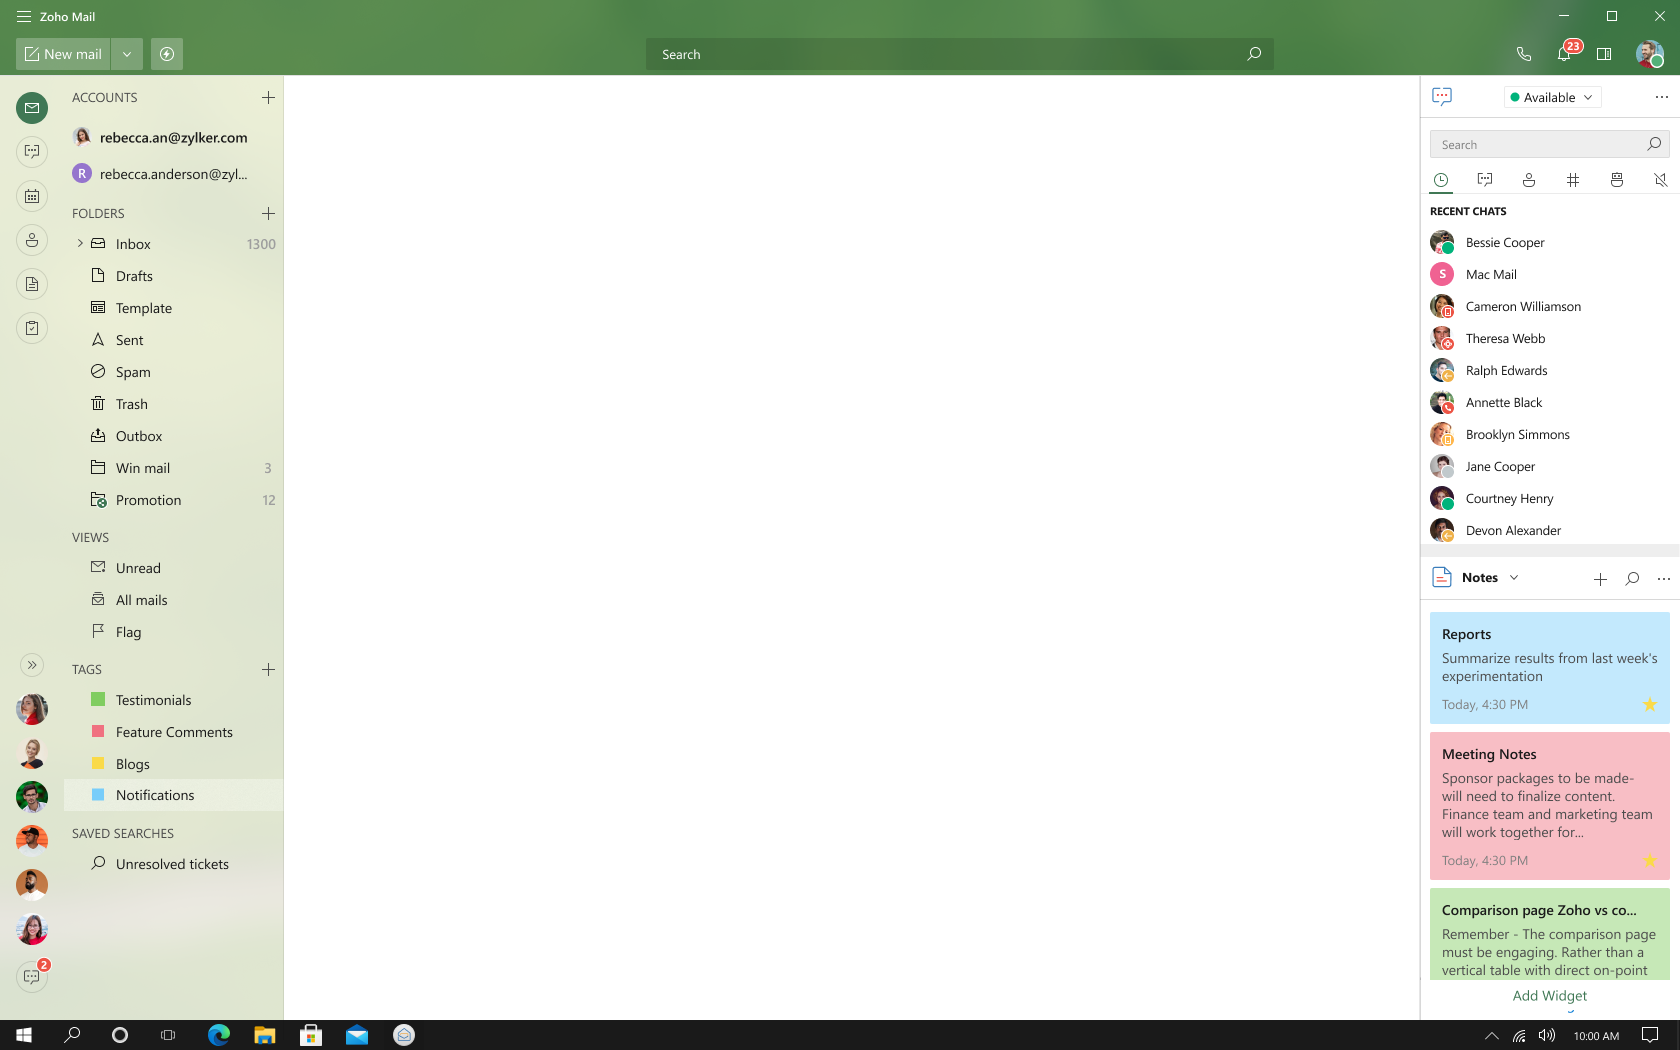 Zoho Mail
New mail
Search
23
ACCOUNTS
rebecca.an@zylker.com
R
rebecca.anderson@zyl...
FOLDERS
Inbox 1300
Drafts
Template
Sent
Spam
Trash
Outbox
Win mail 3
Promotion 12
VIEWS
Unread
All mails
Flag
TAGS
Testimonials
Feature Comments
Blogs
Notifications
SAVED SEARCHES
Unresolved tickets
2
Available
Search
RECENT CHATS
Bessie Cooper
S
Mac Mail
Cameron Williamson
Theresa Webb
Ralph Edwards
Annette Black
Brooklyn Simmons
Jane Cooper
Courtney Henry
Devon Alexander
Notes
Reports
Summarize results from last week's
experimentation
Today, 4:30 PM
Meeting Notes
Sponsor packages to be made-
will need to finalize content.
Finance team and marketing team
will work together for...
Today, 4:30 PM
Comparison page Zoho vs co...
Remember - The comparison page
must be engaging. Rather than a
vertical table with direct on-point
Add Widget
10:00 AM